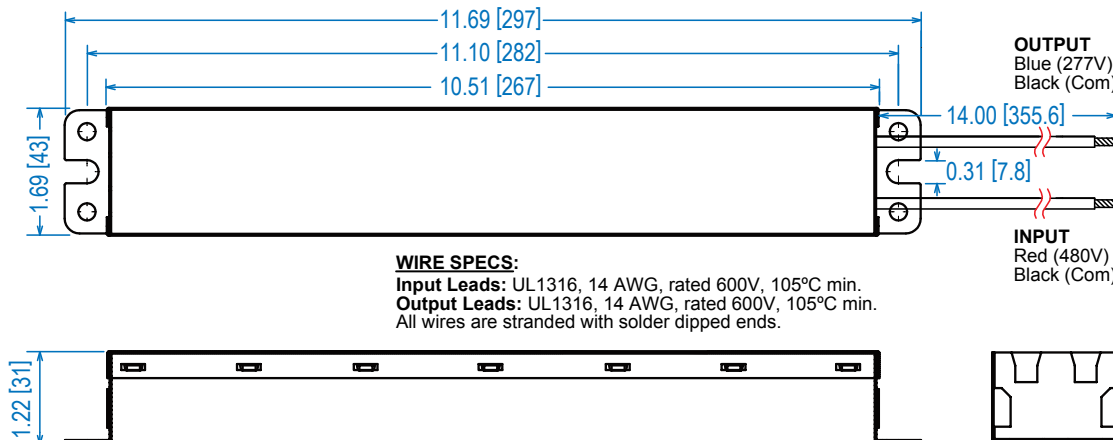 11.69 [297]
11.10 [282]
10.51 [267]
OUTPUT
Blue (277V)
Black (Com)
14.00 [355.6]
1.69 [43]
0.31 [7.8]
INPUT
Red (480V)
Black (Com)
WIRE SPECS:
Input Leads: UL1316, 14 AWG, rated 600V, 105ºC min.
Output Leads: UL1316, 14 AWG, rated 600V, 105ºC min.
All wires are stranded with solder dipped ends.
1.22 [31]